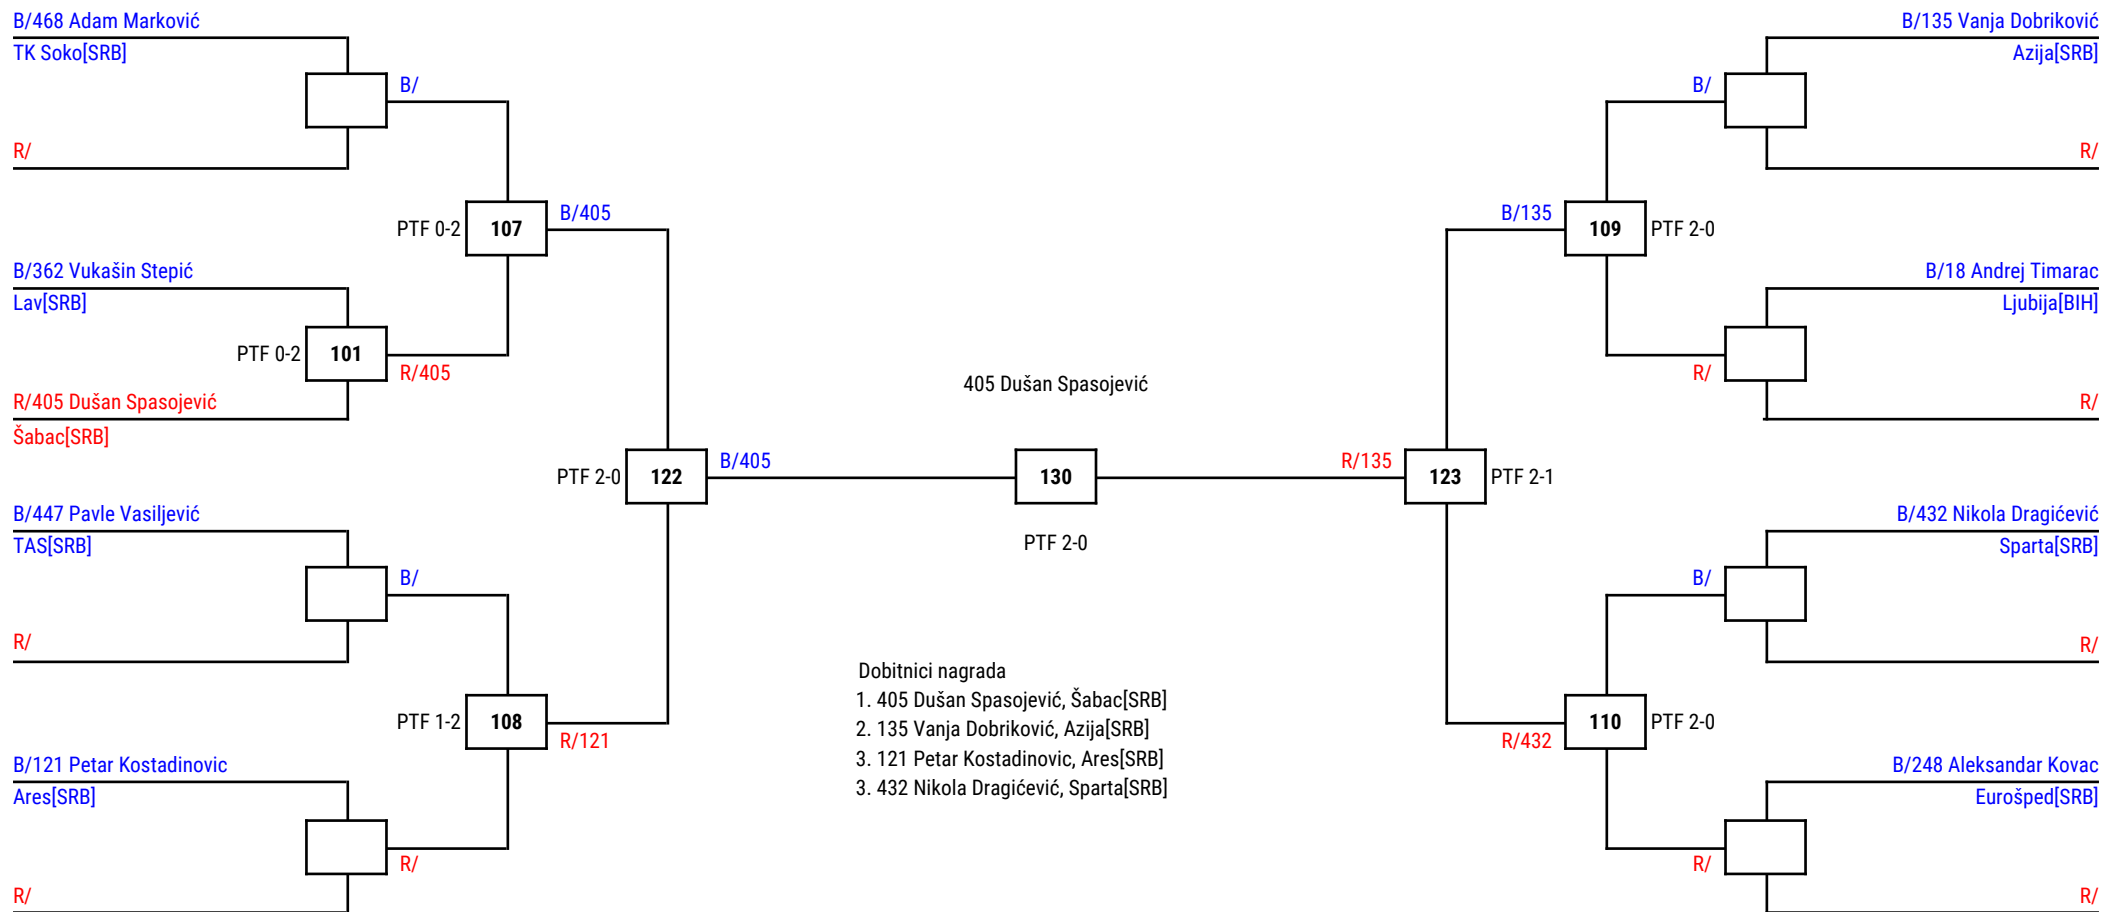 B/468 Adam Marković
TK Soko[SRB]
B/
R/
PTF 0-2
107
B/405
B/362 Vukašin Stepić
Lav[SRB]
PTF 0-2
101
R/405
R/405 Dušan Spasojević
Šabac[SRB]
PTF 2-0
122
B/405
B/447 Pavle Vasiljević
TAS[SRB]
B/
R/
PTF 1-2
108
R/121
B/121 Petar Kostadinovic
Ares[SRB]
R/
R/
405 Dušan Spasojević
130
PTF 2-0
Dobitnici nagrada
1. 405 Dušan Spasojević, Šabac[SRB]
2. 135 Vanja Dobriković, Azija[SRB]
3. 121 Petar Kostadinovic, Ares[SRB]
3. 432 Nikola Dragićević, Sparta[SRB]
B/135 Vanja Dobriković
Azija[SRB]
B/
R/
B/135
109
PTF 2-0
B/18 Andrej Timarac
Ljubija[BIH]
R/
R/
R/135
123
PTF 2-1
B/432 Nikola Dragićević
Sparta[SRB]
B/
R/
R/432
110
PTF 2-0
B/248 Aleksandar Kovac
Eurošped[SRB]
R/
R/